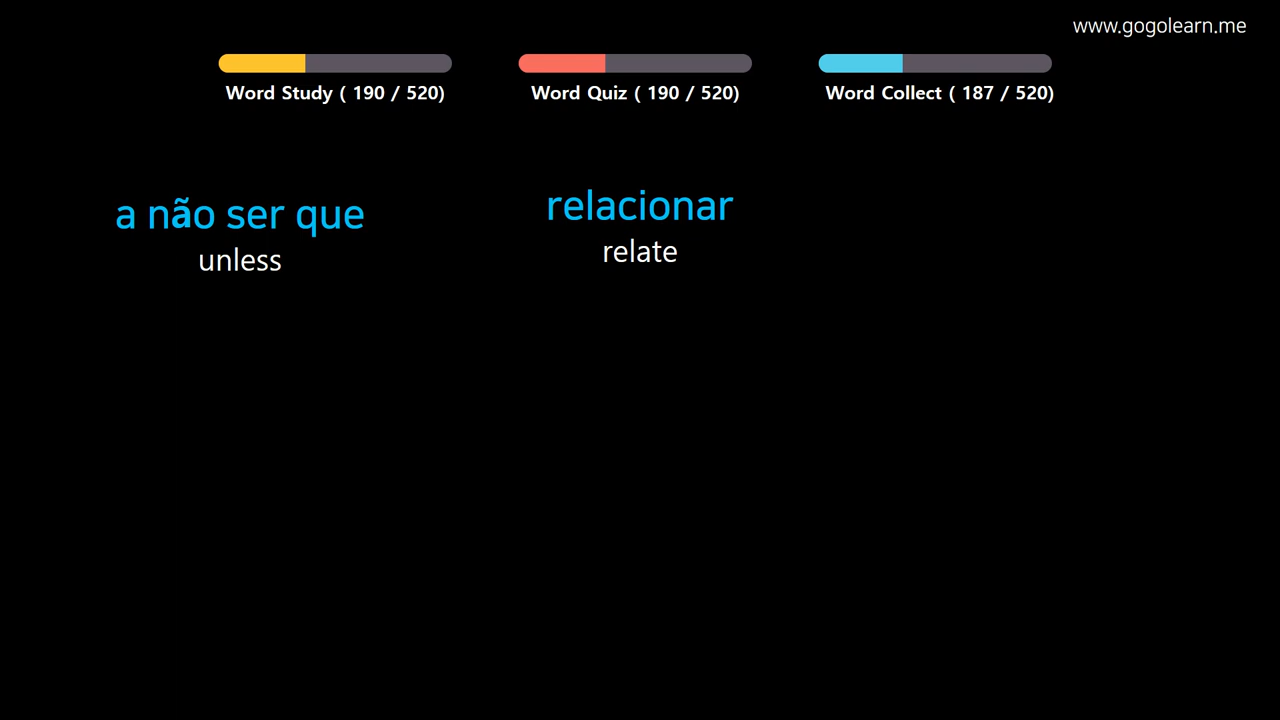 www.gogolearn.me
Word Study ( 190 / 520)
Word Quiz ( 190 / 520)
Word Collect ( 187 / 520)
a não ser que
unless
relacionar
relate